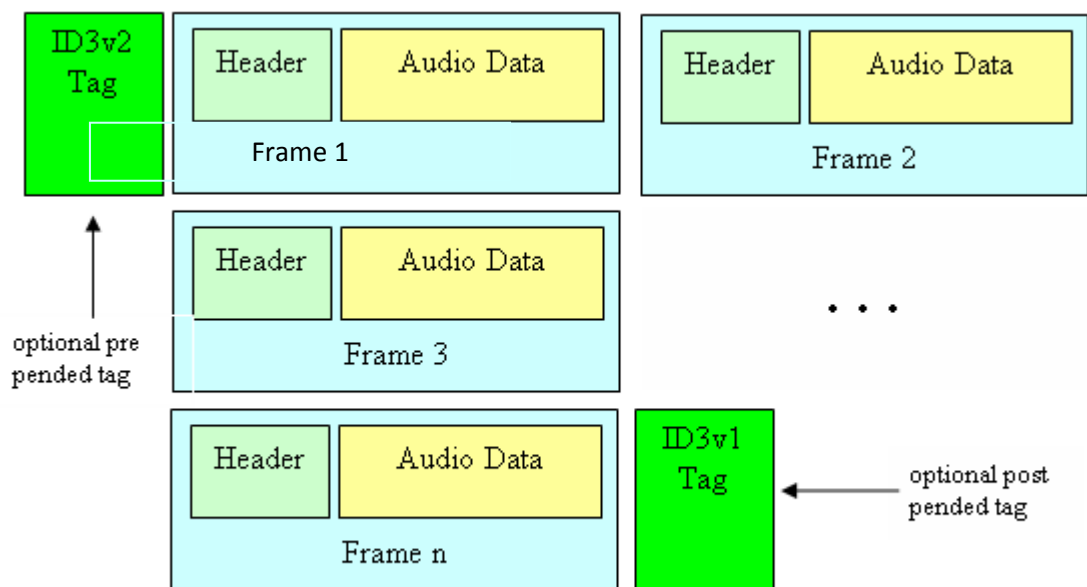 ID3v2
Tag
Header
Audio Data
Frame 1
Header
Audio Data
Frame 2
optional pre
pended tag
Header
Audio Data
Frame 3
. . .
Header
Audio Data
Frame n
ID3v1
Tag
optional post
pended tag